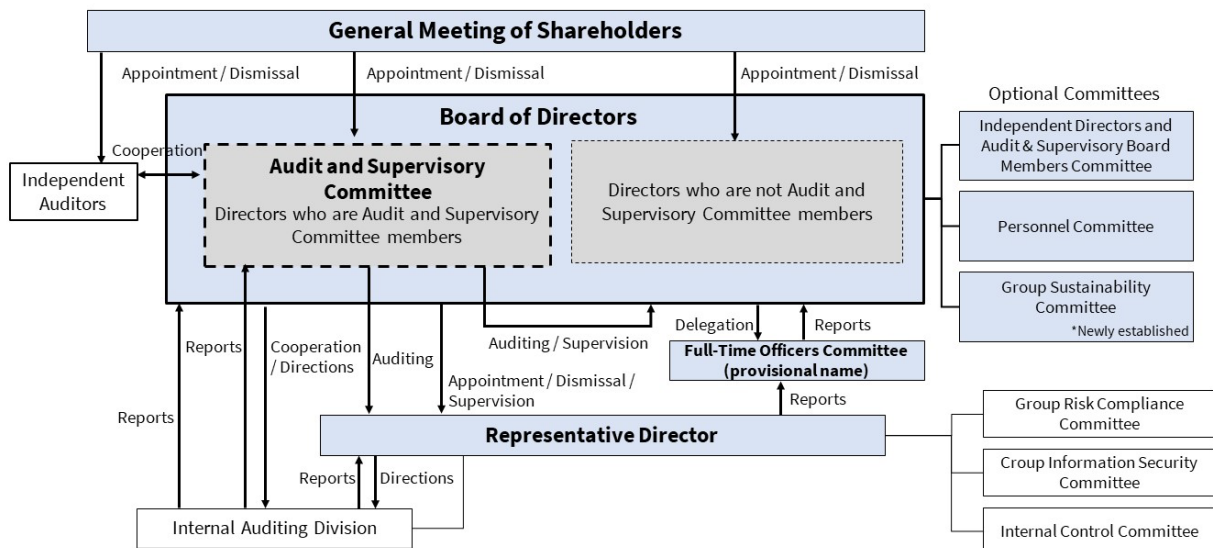 General Meeting of Shareholders
Appointment / Dismissal
Appointment / Dismissal
Appointment / Dismissal
Board of Directors
Optional Committees
Independent Directors and
Audit & Supervisory Board
Members Committee
Cooperation
Independent
Auditors
Audit and Supervisory
Committee
Directors who are Audit and Supervisory
Committee members
Directors who are not Audit and
Supervisory Committee members
Personnel Committee
Group Sustainability
Committee
*Newly established
Reports
Cooperation
/ Directions
Auditing
Auditing / Supervision
Delegation
Reports
Full-Time Officers Committee
(provisional name)
Appointment / Dismissal /
Supervision
Reports
Reports
Representative Director
Group Risk Compliance
Committee
Croup Information Security
Committee
Internal Control Committee
Reports
Directions
Internal Auditing Division